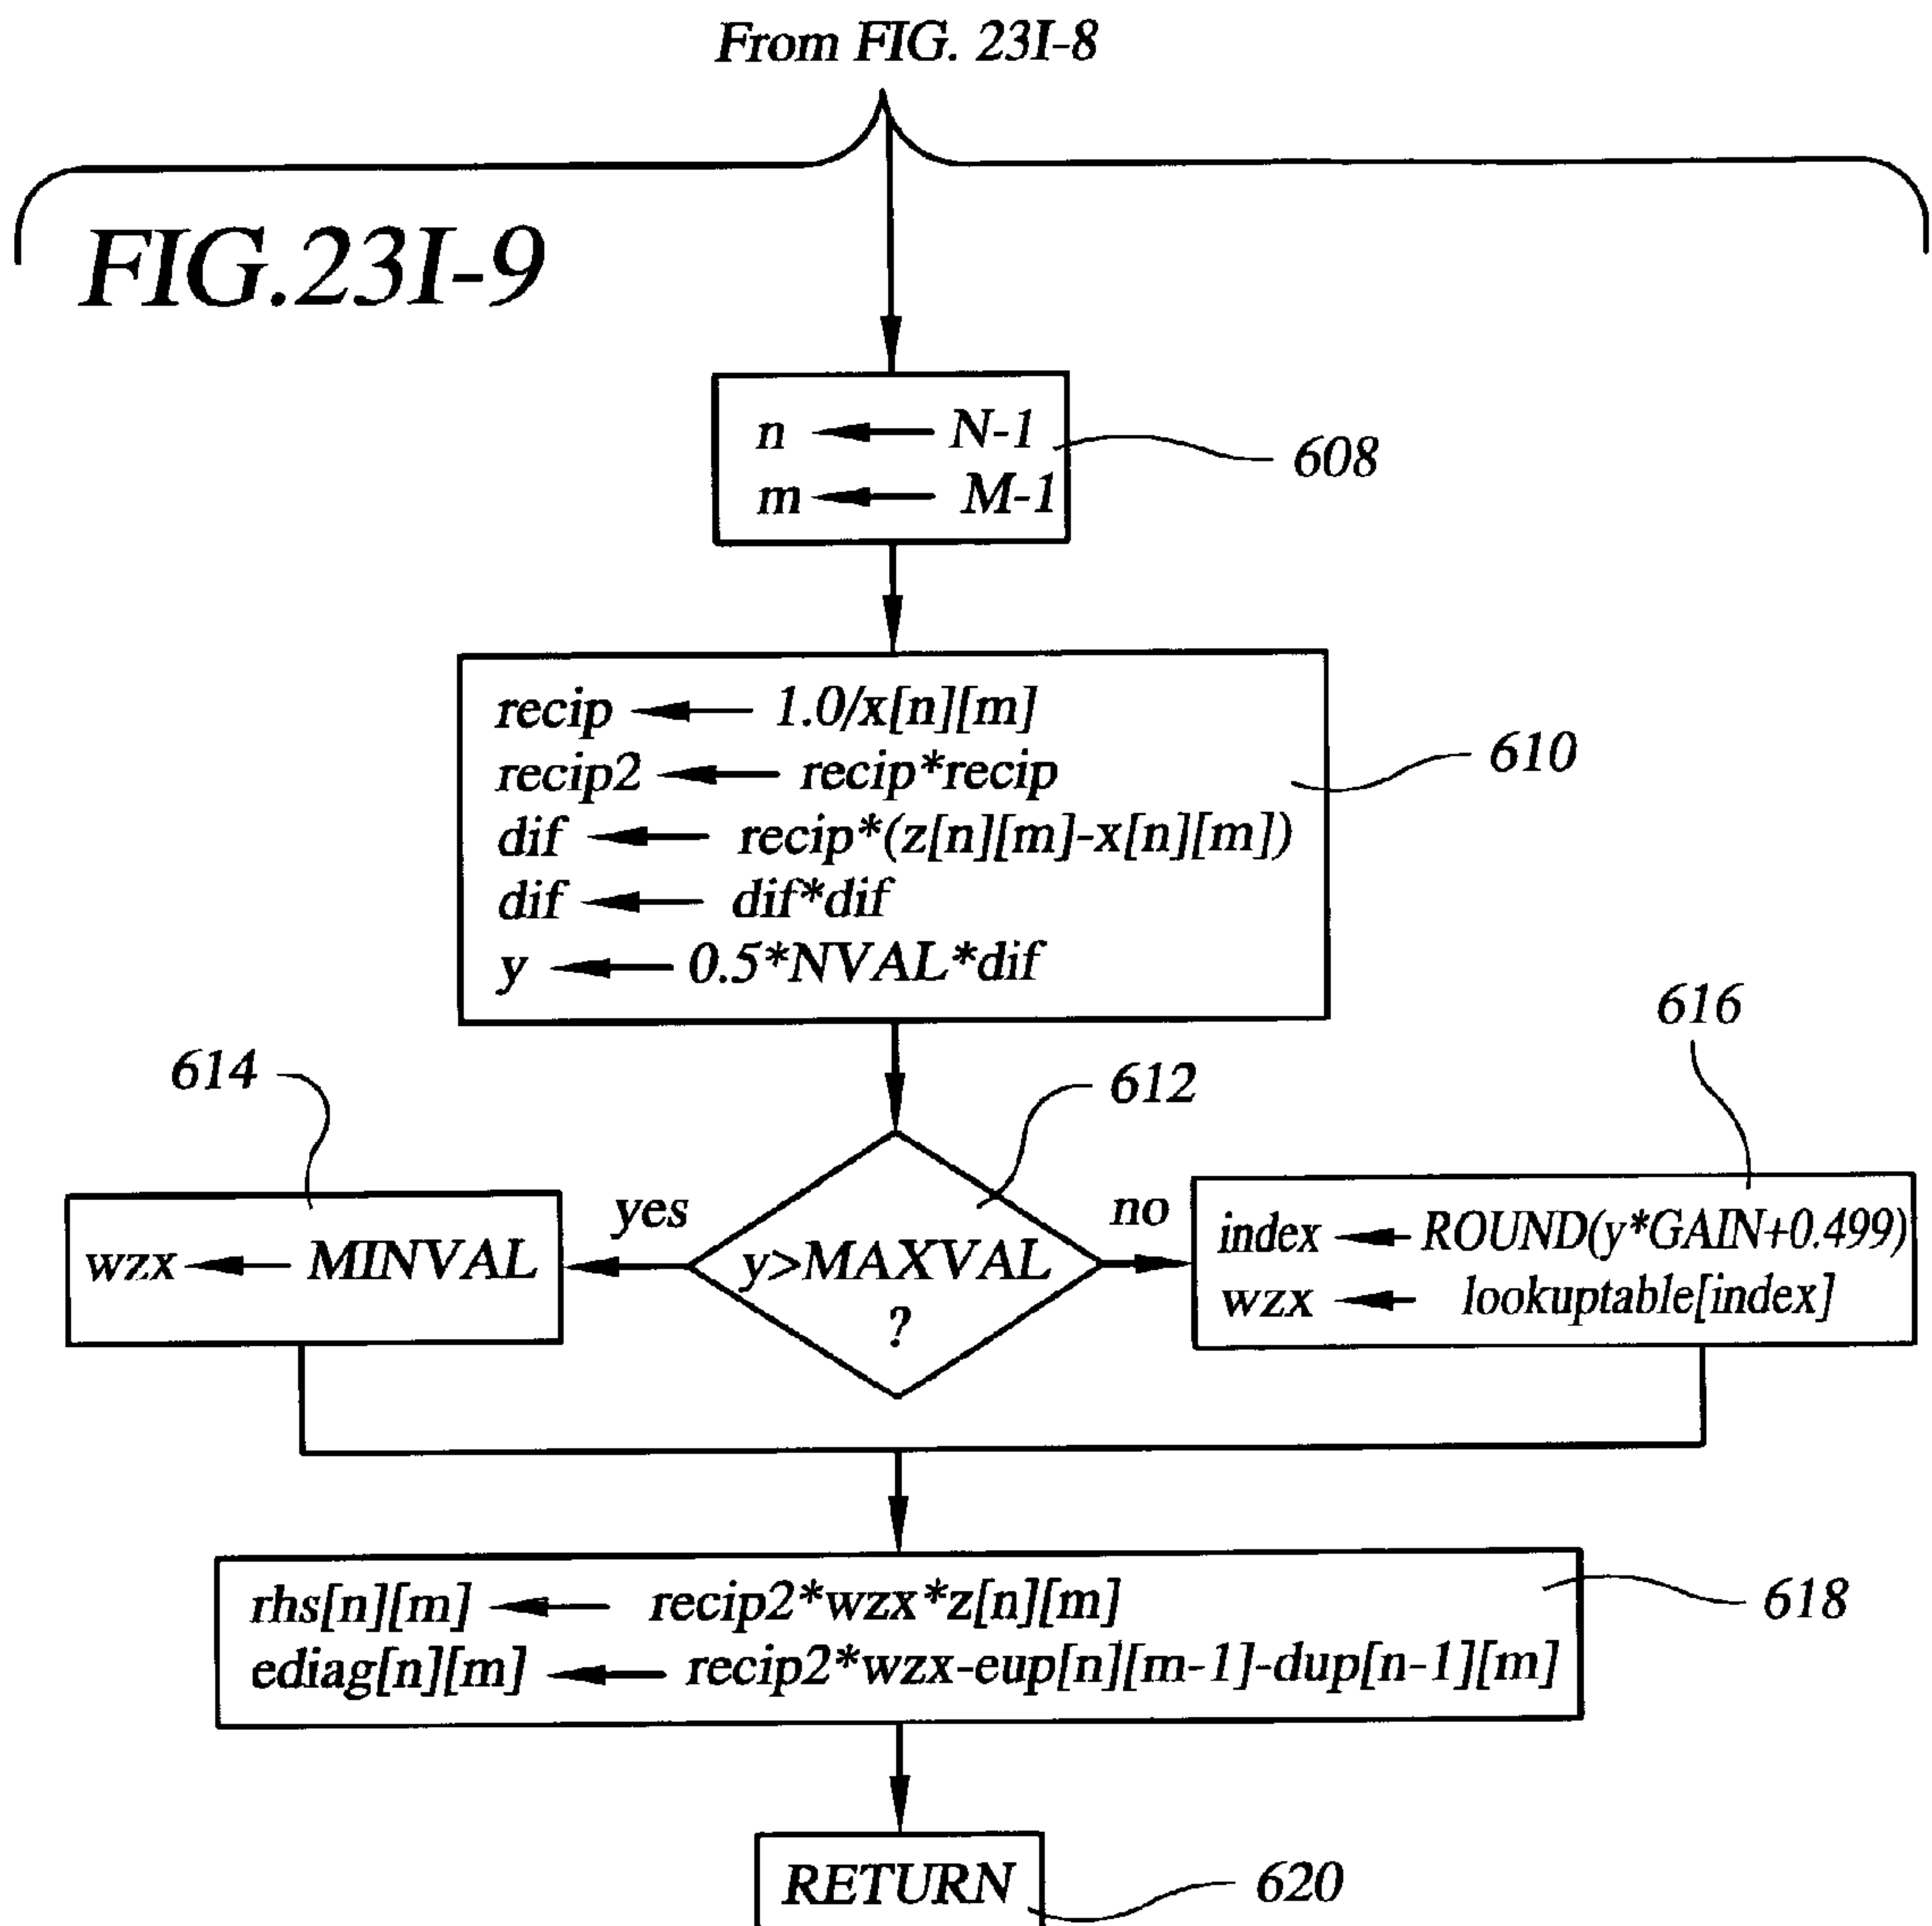 From FIG. 23I-8
FIG.23I-9
n ← N-1
m ← M-1
608
recip ← 1.0/x[n][m]
recip2 ← recip*recip
dif ← recip*(z[n][m]-x[n][m])
dif ← dif*dif
y ← 0.5*NVAL*dif
610
614
612
616
wzx ← MINVAL
yes
y>MAXVAL
?
no
index ← ROUND(y*GAIN+0.499)
wzx ← lookuptable[index]
rhs[n][m] ← recip2*wzx*z[n][m]
ediag[n][m] ← recip2*wzx-eup[n][m-1]-dup[n-1][m]
618
RETURN
620